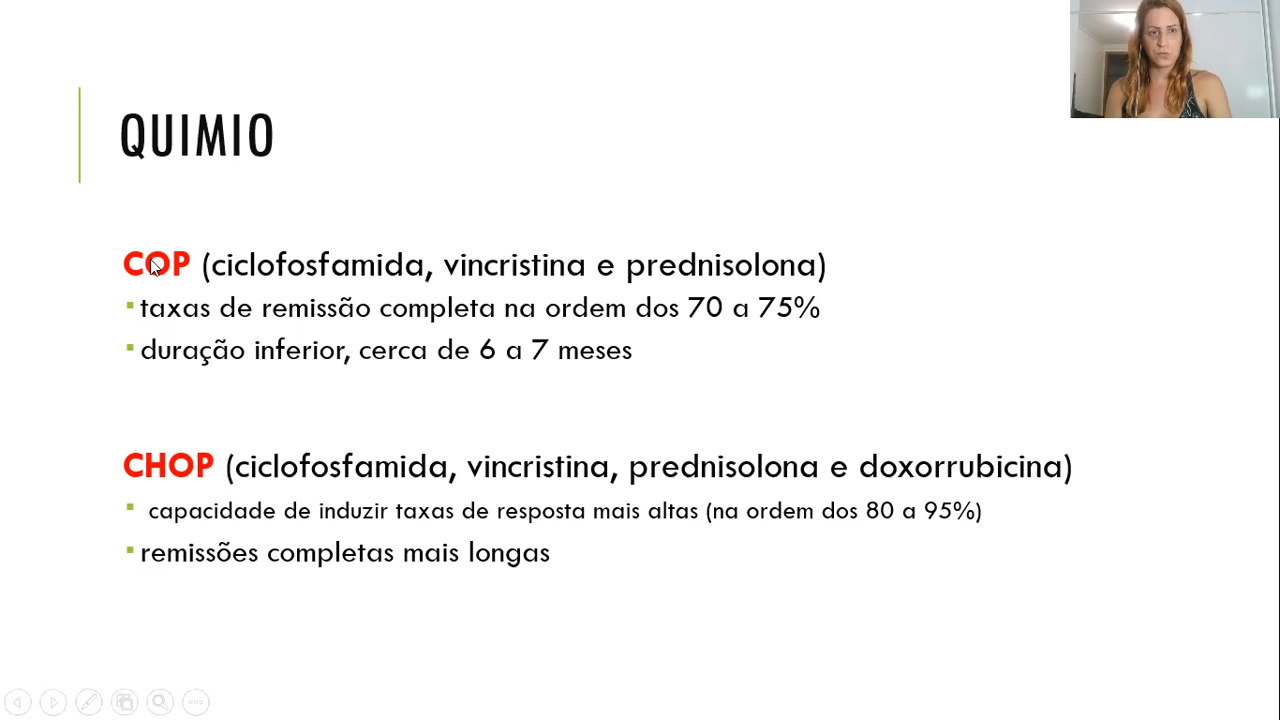 QUIMIO
COP (ciclofosfamida, vincristina e prednisolona)
taxas de remissão completa na ordem dos 70 a 75%
duração inferior, cerca de 6 a 7 meses
CHOP (ciclofosfamida, vincristina, prednisolona e doxorrubicina)
capacidade de induzir taxas de resposta mais altas (na ordem dos 80 a 95%)
remissões completas mais longas